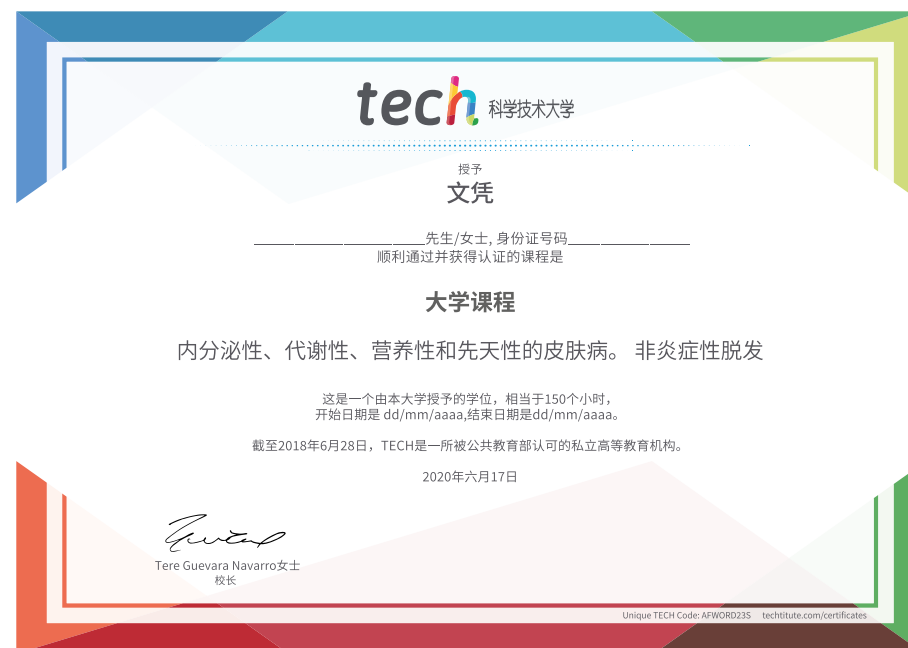 tech 科学技术大学
授予
文凭
______________________先生/女士, 身份证号码________________
顺利通过并获得认证的课程是
大学课程
内分泌性、代谢性、营养性和先天性的皮肤病。 非炎症性脱发
这是一个由本大学授予的学位，相当于150个小时，
开始日期是 dd/mm/aaaa,结束日期是dd/mm/aaaa。
截至2018年6月28日，TECH是一所被公共教育部认可的私立高等教育机构。
2020年六月17日
Tere Guevara Navarro女士
校长
Unique TECH Code: AFWORD23S techtitute.com/certificates